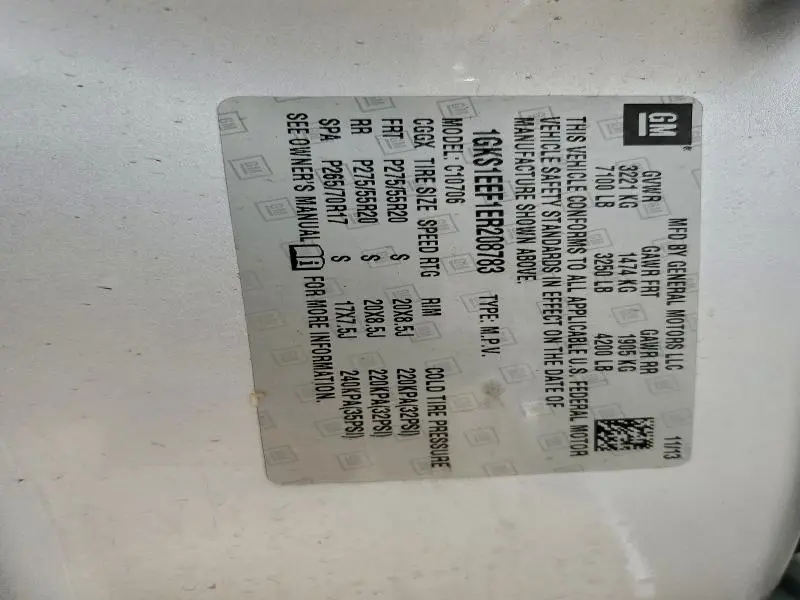 GM®
MFD BY GENERAL MOTORS LLC 11/13
GVWR GAWR FRT GAWR RR
3221 KG 1474 KG 1905 KG
7100 LB 3250 LB 4200 LB
THIS VEHICLE CONFORMS TO ALL APPLICABLE U.S. FEDERAL MOTOR
VEHICLE SAFETY STANDARDS IN EFFECT ON THE DATE OF
MANUFACTURE SHOWN ABOVE.
1GKS1EEF1ER208763 TYPE: M.P.V.
MODEL: C10706
CGGX TIRE SIZE SPEED RTG RIM COLD TIRE PRESSURE
FRT P275/55R20 S 20X8.5J 220KPA(32PSI)
RR P275/55R20 S 20X8.5J 220KPA(32PSI)
SPA P265/70R17 S 17X7.5J 240KPA(35PSI)
SEE OWNER'S MANUAL FOR MORE INFORMATION.